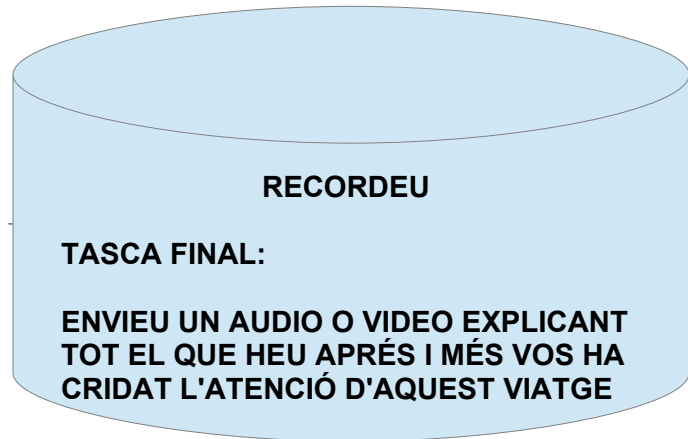 RECORDEU
TASCA FINAL:
ENVIEU UN AUDIO O VIDEO EXPLICANT
TOT EL QUE HEU APRÉS I MÉS VOS HA
CRIDAT L'ATENCIÓ D'AQUEST VIATGE